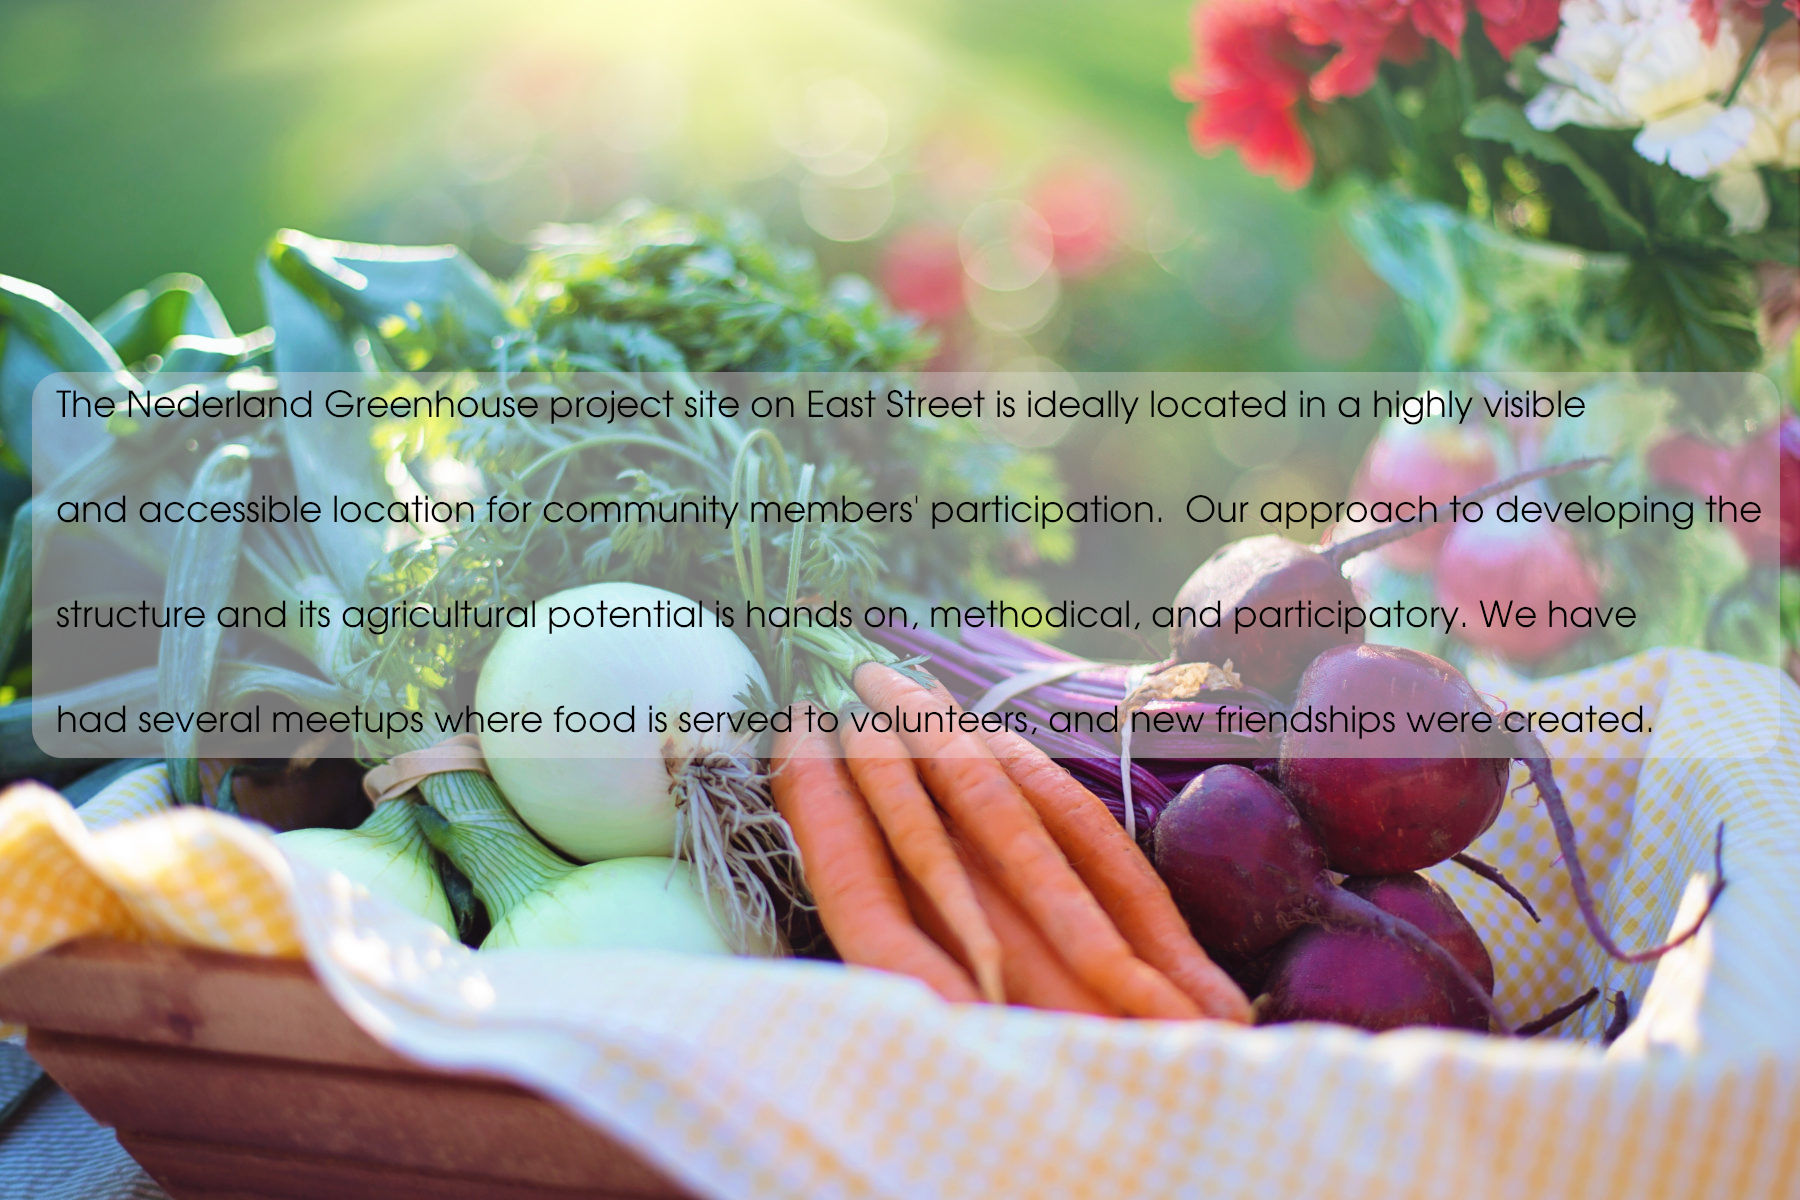 The Nederland Greenhouse project site on East Street is ideally located in a highly visible
and accessible location for community members' participation.  Our approach to developing the
structure and its agricultural potential is hands on, methodical, and participatory. We have
had several meetups where food is served to volunteers, and new friendships were created.